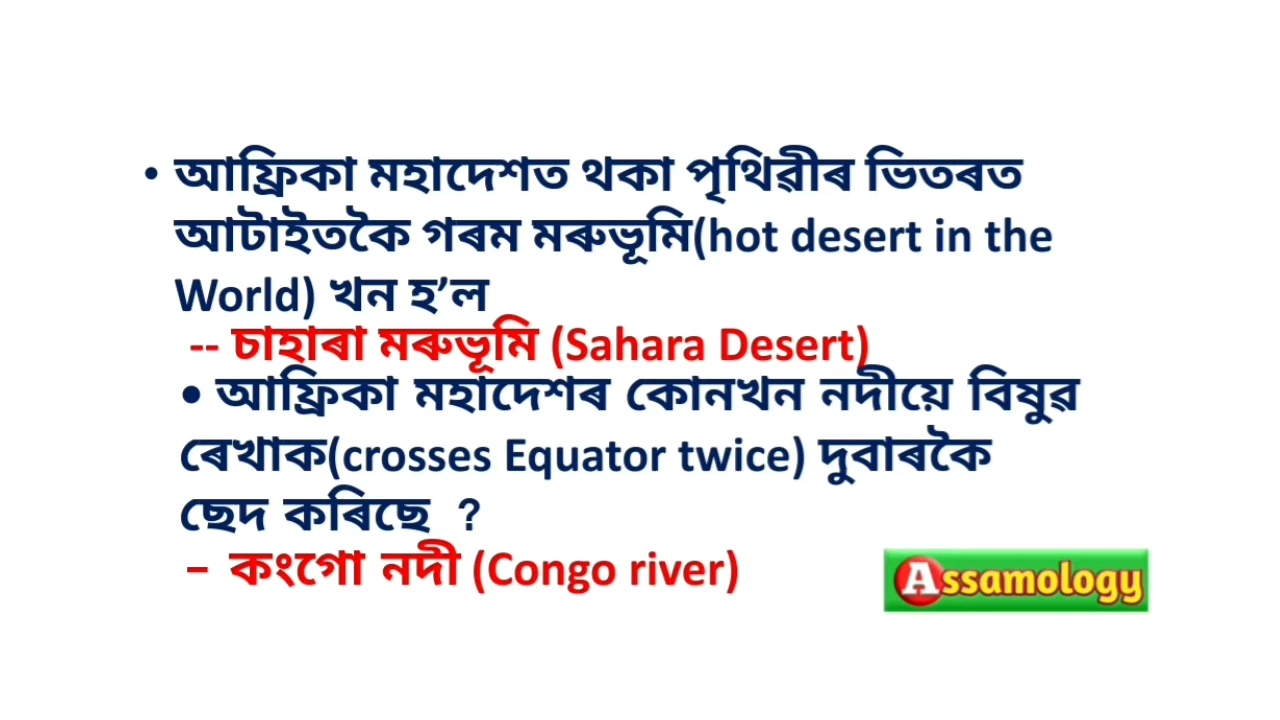 • আফ্ৰিকা মহাদেশত থকা পৃথিৱীৰ ভিতৰত
আটাইতকৈ গৰম মৰুভূমি(hot desert in the
World) খন হ’ল
-- চাহাৰা মৰুভূমি (Sahara Desert)
• আফ্ৰিকা মহাদেশৰ কোনখন নদীয়ে বিষুৱ
ৰেখাক(crosses Equator twice) দুবাৰকৈ
ছেদ কৰিছে ?
– কংগো নদী (Congo river)
Assamology